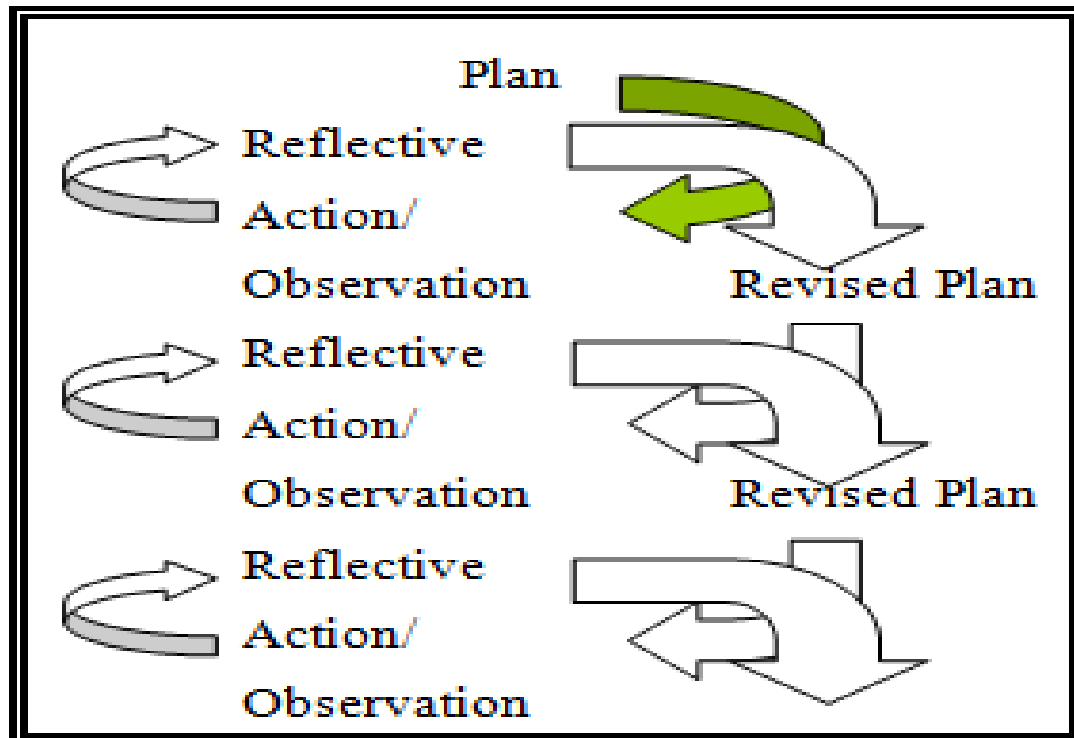 Plan
Reflective
Action/
Observation
Revised Plan
Reflective
Action/
Observation
Revised Plan
Reflective
Action/
Observation